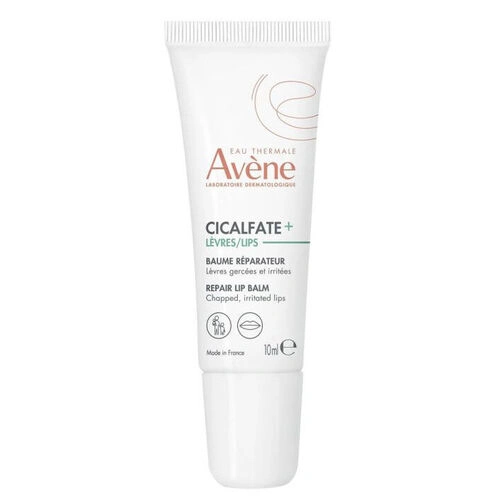 EAU THERMALE
Avène
LABORATOIRE DERMATOLOGIQUE
CICALFATE+
LÈVRES/LIPS
BAUME RÉPARATEUR
Lèvres gercées et irritées
REPAIR LIP BALM
Chapped, irritated lips
Made in France
10ml e